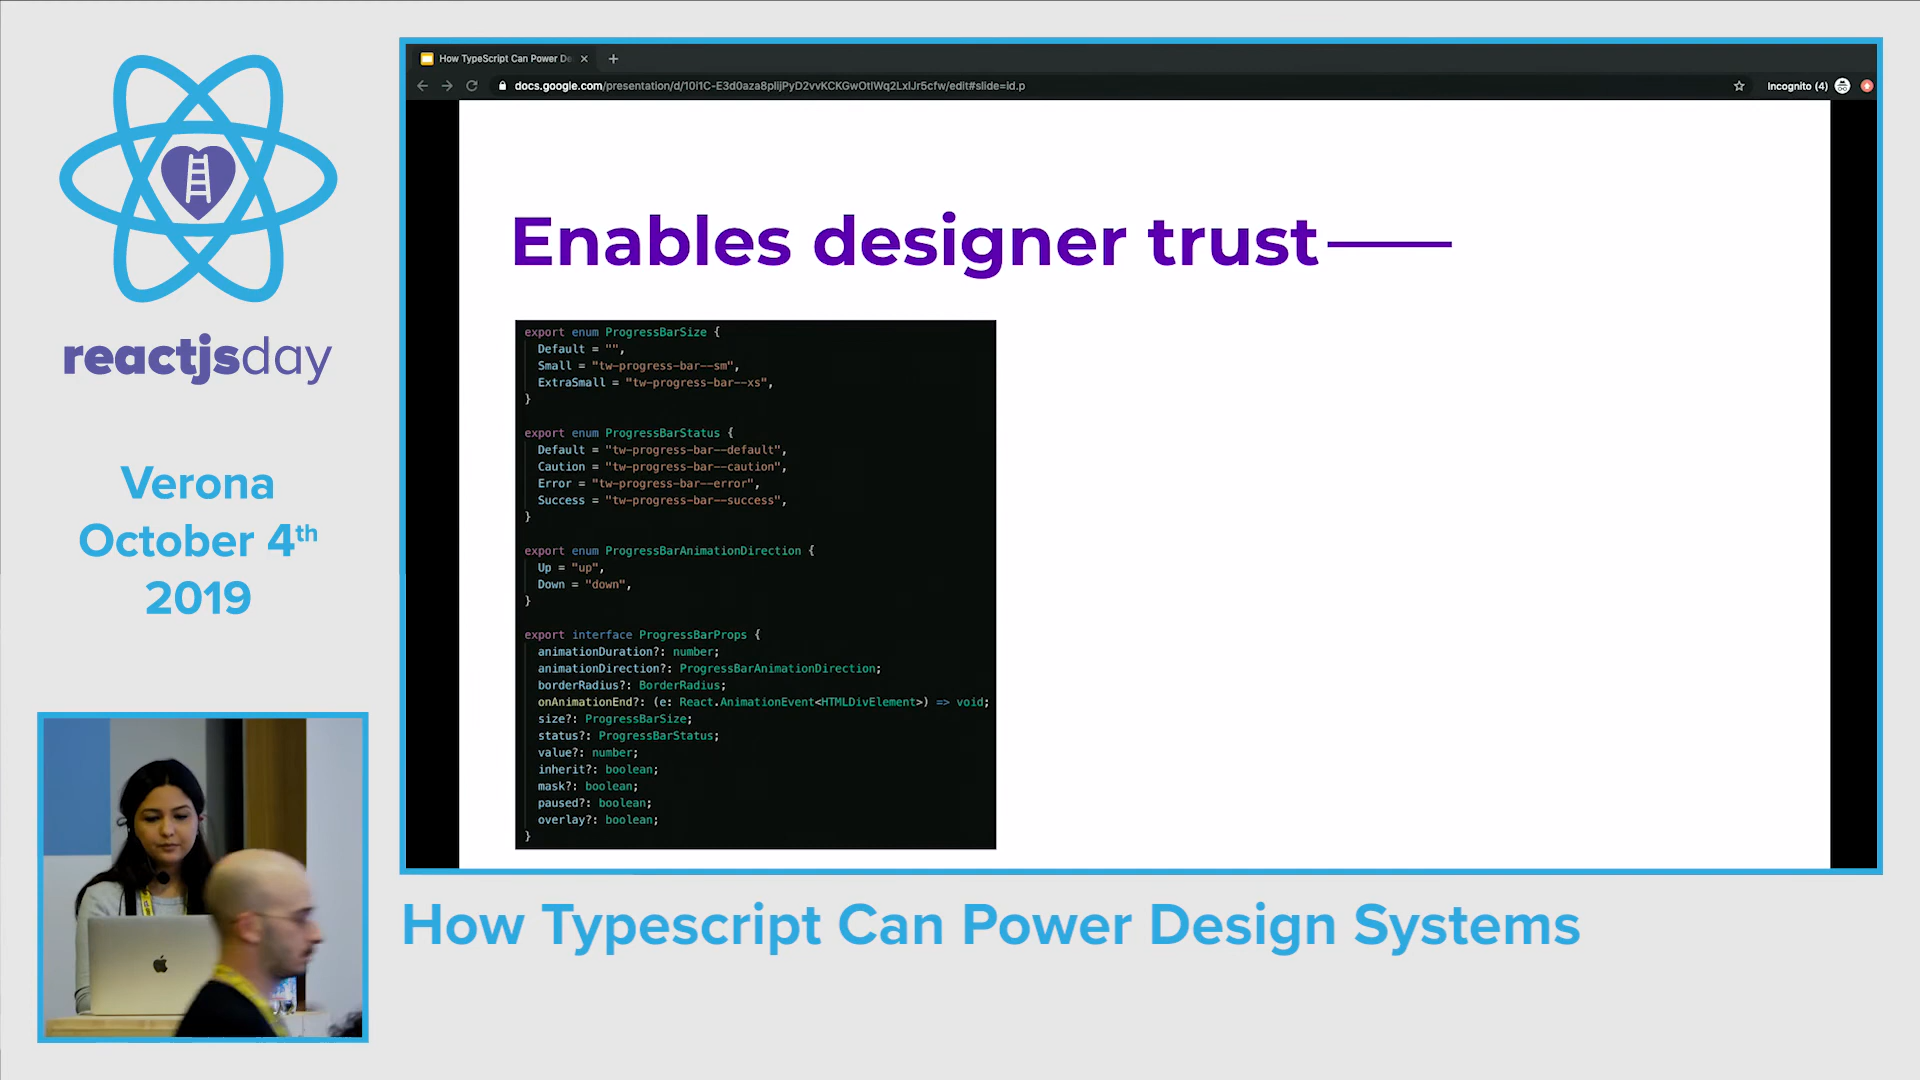 reactjsday
Verona
October 4th
2019
How TypeScript Can Power De
docs.google.com/presentation/d/10i1C-E3d0aza8plijPyD2vvKCKGwOtlWq2LxIJr5cfw/edit#slide=id.p
Incognito (4)
Enables designer trust
export enum ProgressBarSize {
Default = "",
Small = "tw-progress-bar--sm",
ExtraSmall = "tw-progress-bar--xs",
}
export enum ProgressBarStatus {
Default = "tw-progress-bar--default",
Caution = "tw-progress-bar--caution",
Error = "tw-progress-bar--error",
Success = "tw-progress-bar--success",
}
export enum ProgressBarAnimationDirection {
Up = "up",
Down = "down",
}
export interface ProgressBarProps {
animationDuration?: number;
animationDirection?: ProgressBarAnimationDirection;
borderRadius?: BorderRadius;
onAnimationEnd?: (e: React.AnimationEvent<HTMLDivElement>) => void;
size?: ProgressBarSize;
status?: ProgressBarStatus;
value?: number;
inherit?: boolean;
mask?: boolean;
paused?: boolean;
overlay?: boolean;
}
How Typescript Can Power Design Systems